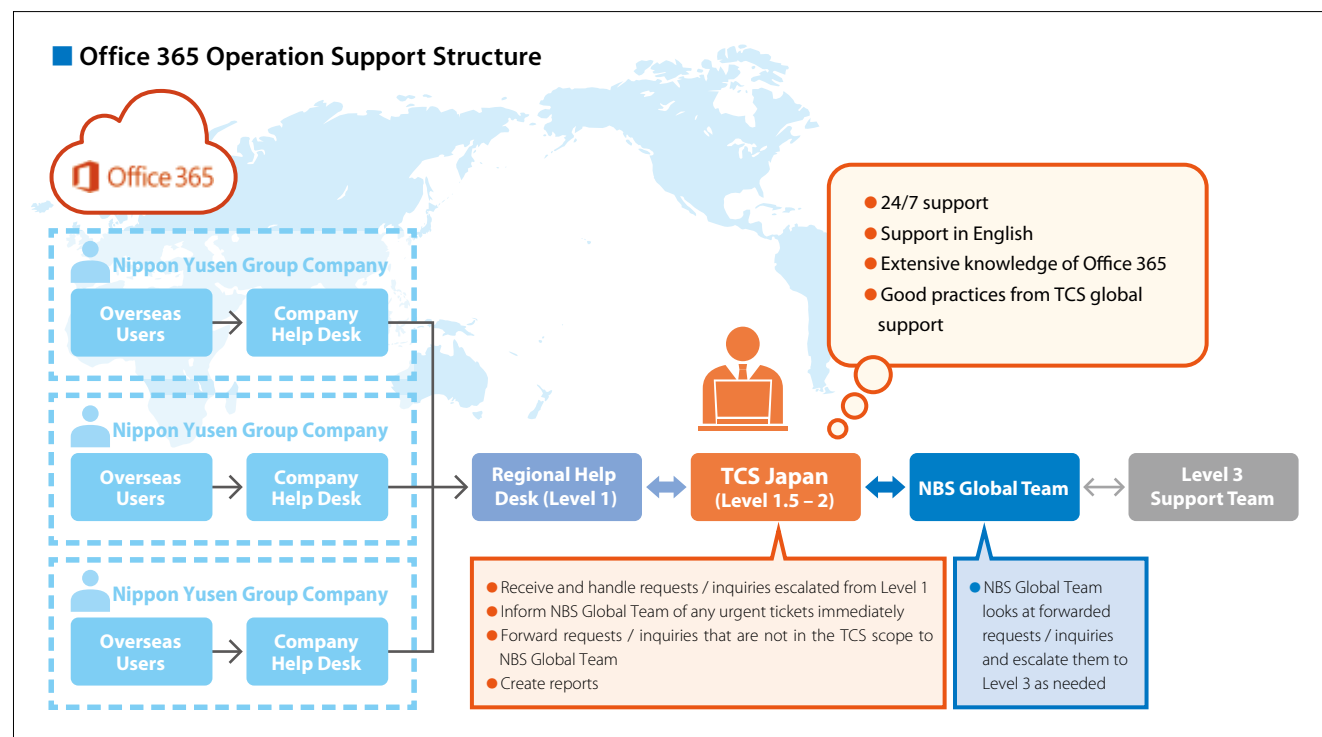 Office 365 Operation Support Structure
Office 365
Nippon Yusen Group Company
Overseas
Users
Company
Help Desk
Nippon Yusen Group Company
Overseas
Users
Company
Help Desk
Nippon Yusen Group Company
Overseas
Users
Company
Help Desk
Regional Help
Desk (Level 1)
TCS Japan
(Level 1.5 – 2)
NBS Global Team
Level 3
Support Team
● 24/7 support
● Support in English
● Extensive knowledge of Office 365
● Good practices from TCS global
support
● Receive and handle requests / inquiries escalated from Level 1
● Inform NBS Global Team of any urgent tickets immediately
● Forward requests / inquiries that are not in the TCS scope to
NBS Global Team
● Create reports
● NBS Global Team
looks at forwarded
requests / inquiries
and escalate them to
Level 3 as needed